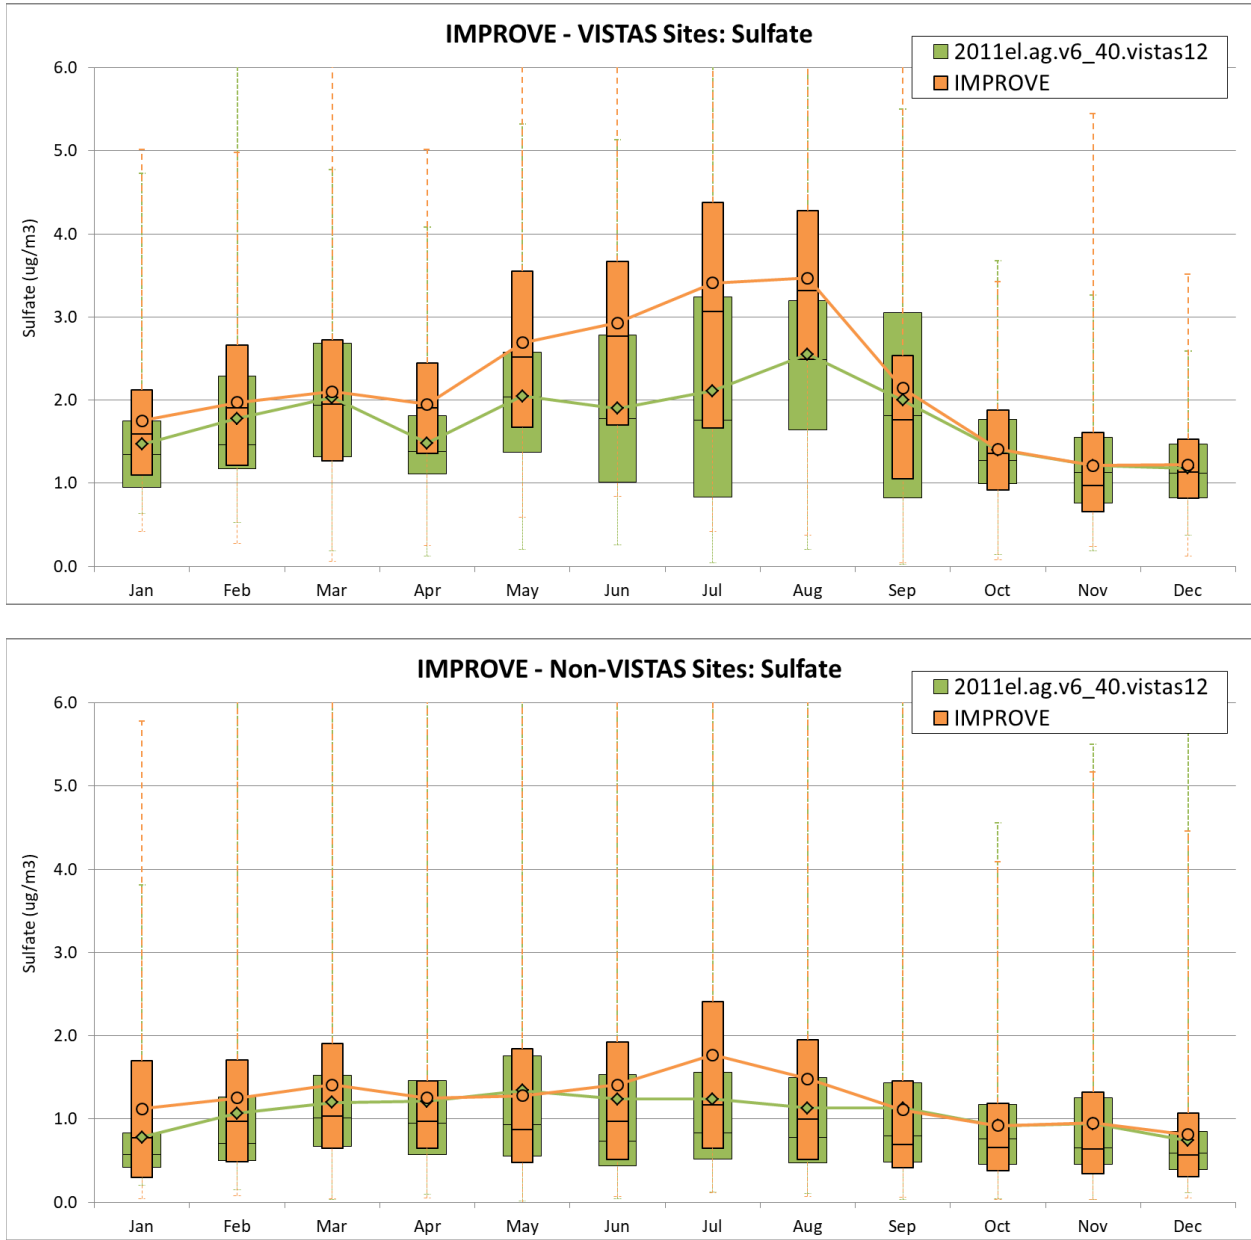 IMPROVE - VISTAS Sites: Sulfate
2011el.ag.v6_40.vistas12
IMPROVE
6.0
5.0
4.0
3.0
2.0
1.0
0.0
Sulfate (ug/m3)
Jan Feb Mar Apr May Jun Jul Aug Sep Oct Nov Dec
IMPROVE - Non-VISTAS Sites: Sulfate
2011el.ag.v6_40.vistas12
IMPROVE
6.0
5.0
4.0
3.0
2.0
1.0
0.0
Sulfate (ug/m3)
Jan Feb Mar Apr May Jun Jul Aug Sep Oct Nov Dec